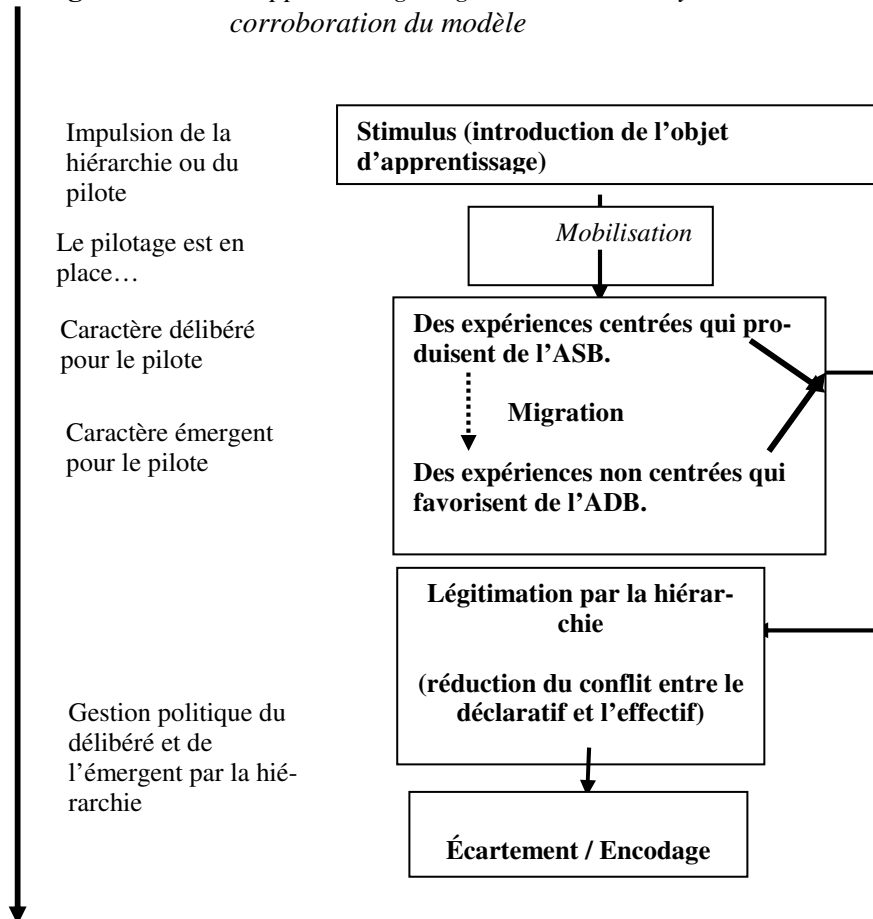 corroboration du modèle
Impulsion de la
hiérarchie ou du
pilote
Stimulus (introduction de l’objet
d’apprentissage)
Mobilisation
Le pilotage est en
place…
Caractère délibéré
pour le pilote
Des expériences centrées qui pro-
duisent de l’ASB.
Migration
Caractère émergent
pour le pilote
Des expériences non centrées qui
favorisent de l’ADB.
Légitimation par la hiérar-
chie
(réduction du conflit entre le
déclaratif et l’effectif)
Gestion politique du
délibéré et de
l’émergent par la hié-
rarchie
Écartement / Encodage